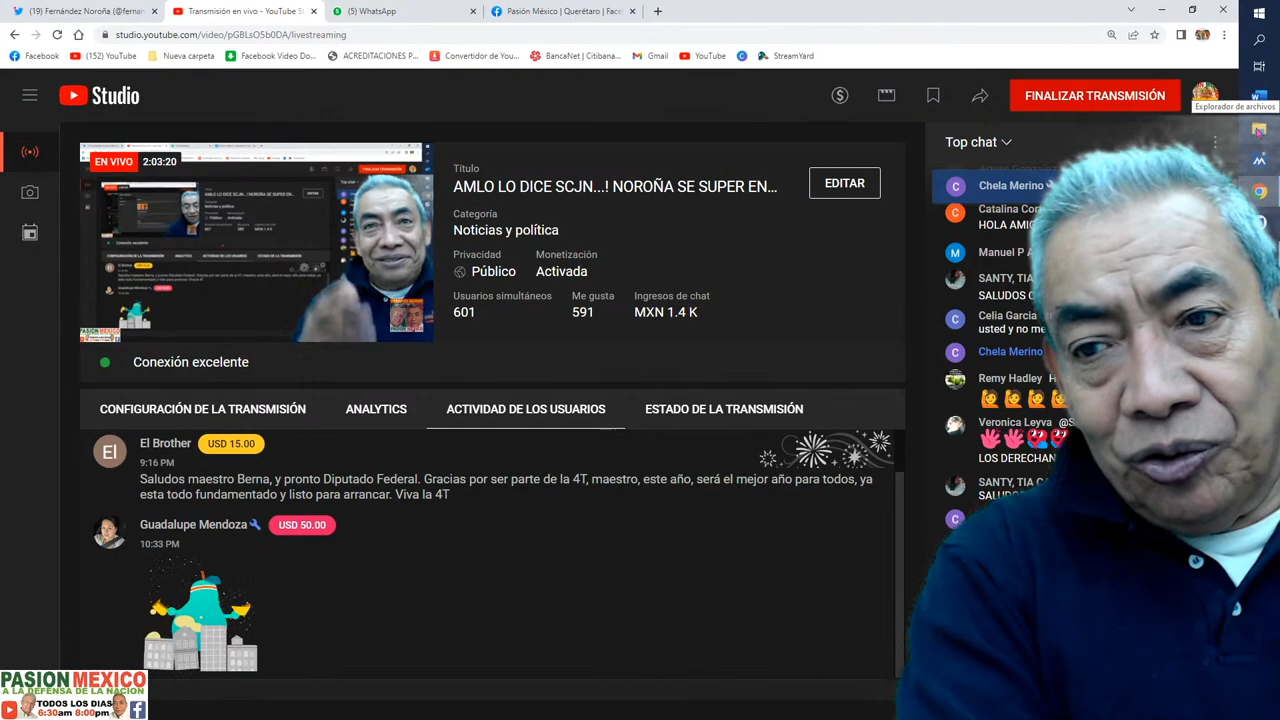 (19) Fernández Noroña (@fernan
Transmisión en vivo - YouTube S
(5) WhatsApp
Pasión México | Querétaro | Face
studio.youtube.com/video/pGBLsO5b0DA/livestreaming
Facebook
(152) YouTube
Nueva carpeta
Facebook Video Do...
ACREDITACIONES P...
Convertidor de You...
BancaNet | Citibana...
Gmail
YouTube
StreamYard
Studio
FINALIZAR TRANSMISIÓN
Explorador de archivos
EN VIVO 2:03:20
Título
AMLO LO DICE SCJN...! NOROÑA SE SUPER EN...
EDITAR
Categoría
Noticias y política
Privacidad Monetización
Público Activada
Usuarios simultáneos Me gusta Ingresos de chat
601 591 MXN 1.4 K
Conexión excelente
CONFIGURACIÓN DE LA TRANSMISIÓN ANALYTICS ACTIVIDAD DE LOS USUARIOS ESTADO DE LA TRANSMISIÓN
El
El Brother USD 15.00
9:16 PM
Saludos maestro Berna, y pronto Diputado Federal. Gracias por ser parte de la 4T, maestro, este año, será el mejor año para todos, ya
esta todo fundamentado y listo para arrancar. Viva la 4T
Guadalupe Mendoza USD 50.00
10:33 PM
Top chat
C Chela Merino
C Catalina Cor
HOLA AMIG
M Manuel P A
SANTY, TIA
SALUDOS C
C Celia Garcia
usted y no me
C Chela Merino
Remy Hadley H
Veronica Leyva @S
LOS DERECHAN
SANTY, TIA CA
SALUD
C
PASION MEXICO
A LA DEFENSA DE LA NACION
TODOS LOS DIAS
6:30am 8:00pm